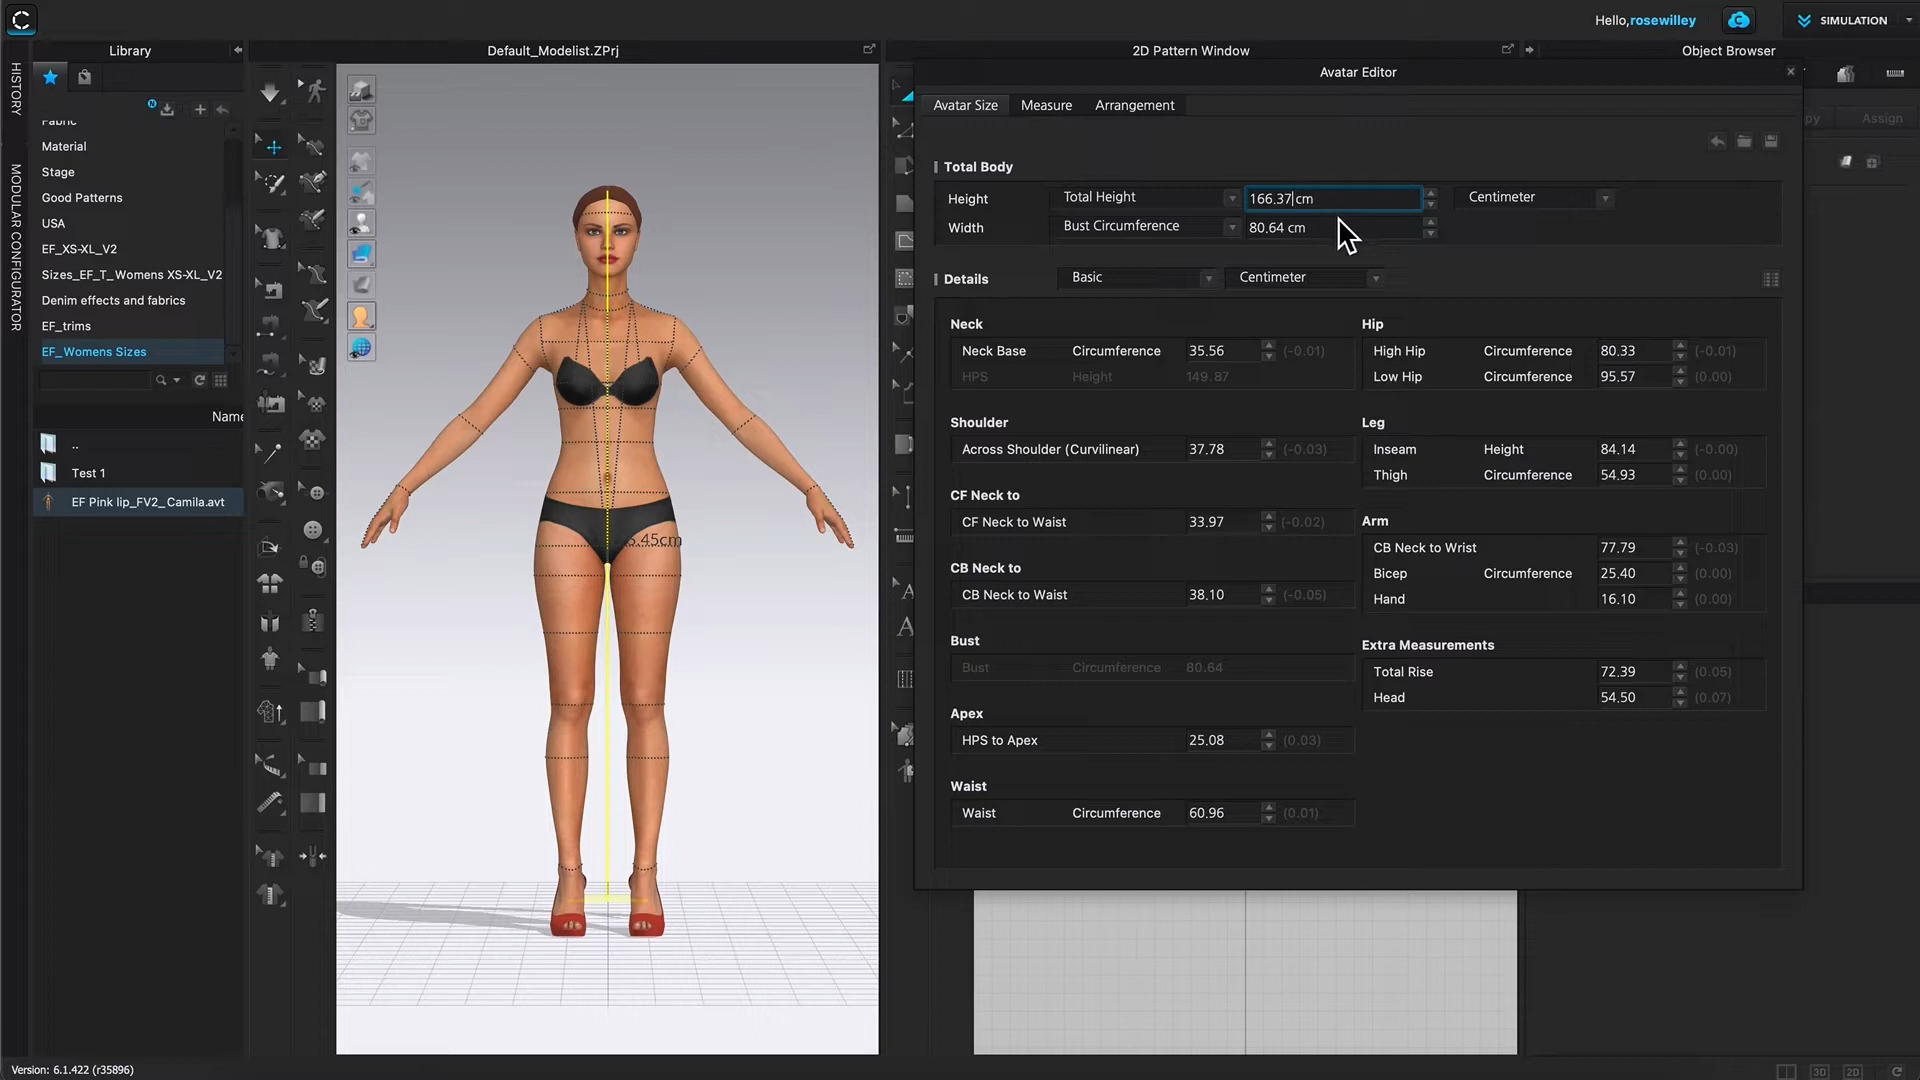 Hello,rosewilley
SIMULATION
Library
Default_Modelist.ZPrj
2D Pattern Window
Object Browser
HISTORY
MODULAR CONFIGURATOR
Avatar Editor
Avatar Size
Measure
Arrangement
Assign
Fabric
Material
Stage
Good Patterns
USA
EF_XS-XL_V2
Sizes_EF_T_Womens XS-XL_V2
Denim effects and fabrics
EF_trims
EF_Womens Sizes
Name
..
Test 1
EF Pink lip_FV2_Camila.avt
Total Body
Height Total Height 166.37 cm Centimeter
Width Bust Circumference 80.64 cm
Details Basic Centimeter
Neck
Neck Base Circumference 35.56 (-0.01)
HPS Height 149.87
Shoulder
Across Shoulder (Curvilinear) 37.78 (-0.03)
CF Neck to
CF Neck to Waist 33.97 (-0.02)
CB Neck to
CB Neck to Waist 38.10 (-0.05)
Bust
Bust Circumference 80.64
Apex
HPS to Apex 25.08 (0.03)
Waist
Waist Circumference 60.96 (0.01)
Hip
High Hip Circumference 80.33 (-0.01)
Low Hip Circumference 95.57 (0.00)
Leg
Inseam Height 84.14 (-0.00)
Thigh Circumference 54.93
Arm
CB Neck to Wrist 77.79 (-0.03)
Bicep Circumference 25.40 (0.00)
Hand 16.10 (0.00)
Extra Measurements
Total Rise 72.39 (0.05)
Head 54.50 (0.07)
.45cm
Version: 6.1.422 (r35896)
3D
2D